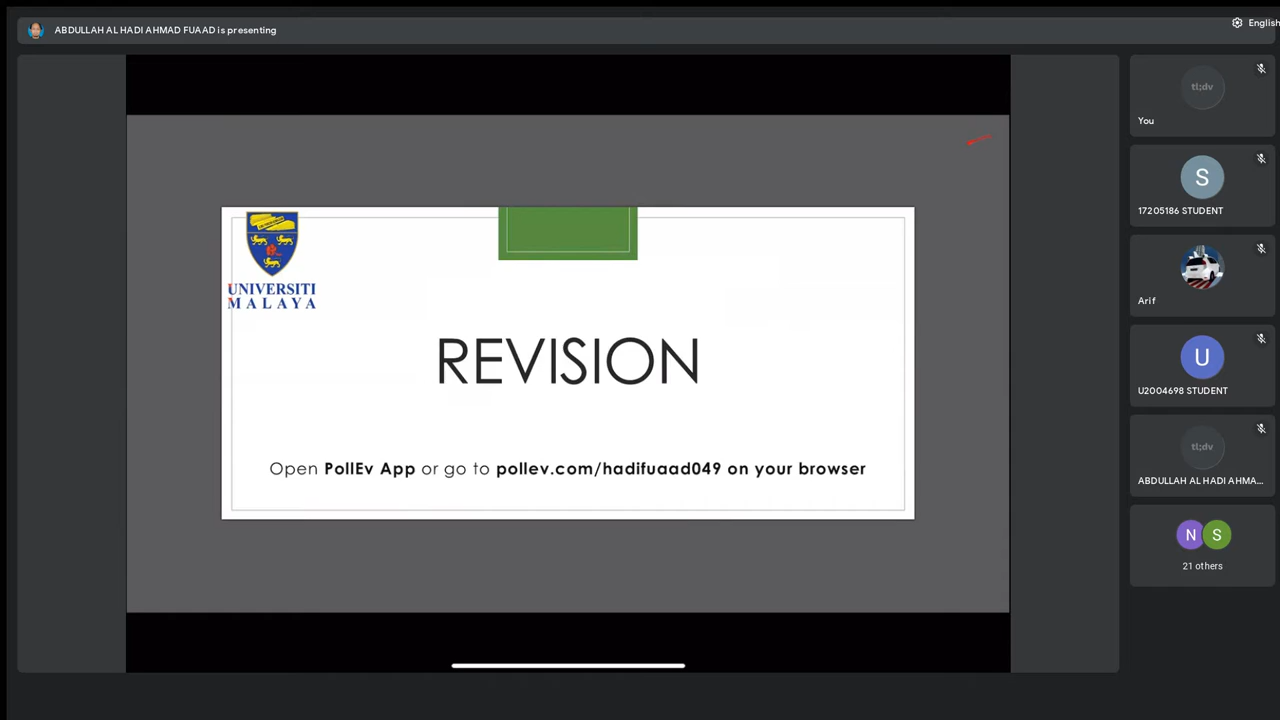 ABDULLAH AL HADI AHMAD FUAAD is presenting
English
tl;dv
You
S
17205186 STUDENT
Arif
U
U2004698 STUDENT
tl;dv
ABDULLAH AL HADI AHMA...
N S
21 others
UNIVERSITI
MALAYA
REVISION
Open PollEv App or go to pollev.com/hadifuaad049 on your browser